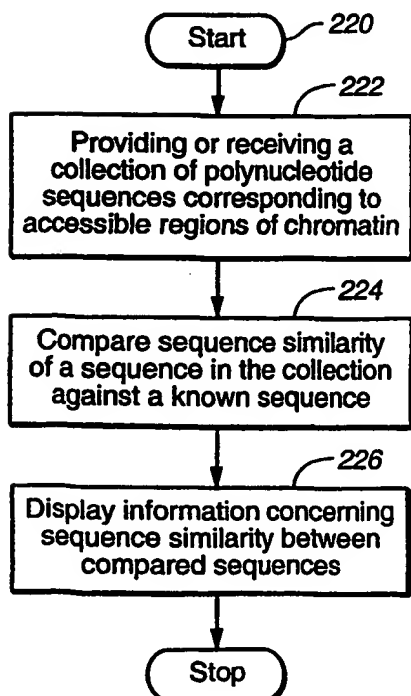 Start
220
222
Providing or receiving a
collection of polynucleotide
sequences corresponding to
accessible regions of chromatin
224
Compare sequence similarity
of a sequence in the collection
against a known sequence
226
Display information concerning
sequence similarity between
compared sequences
Stop